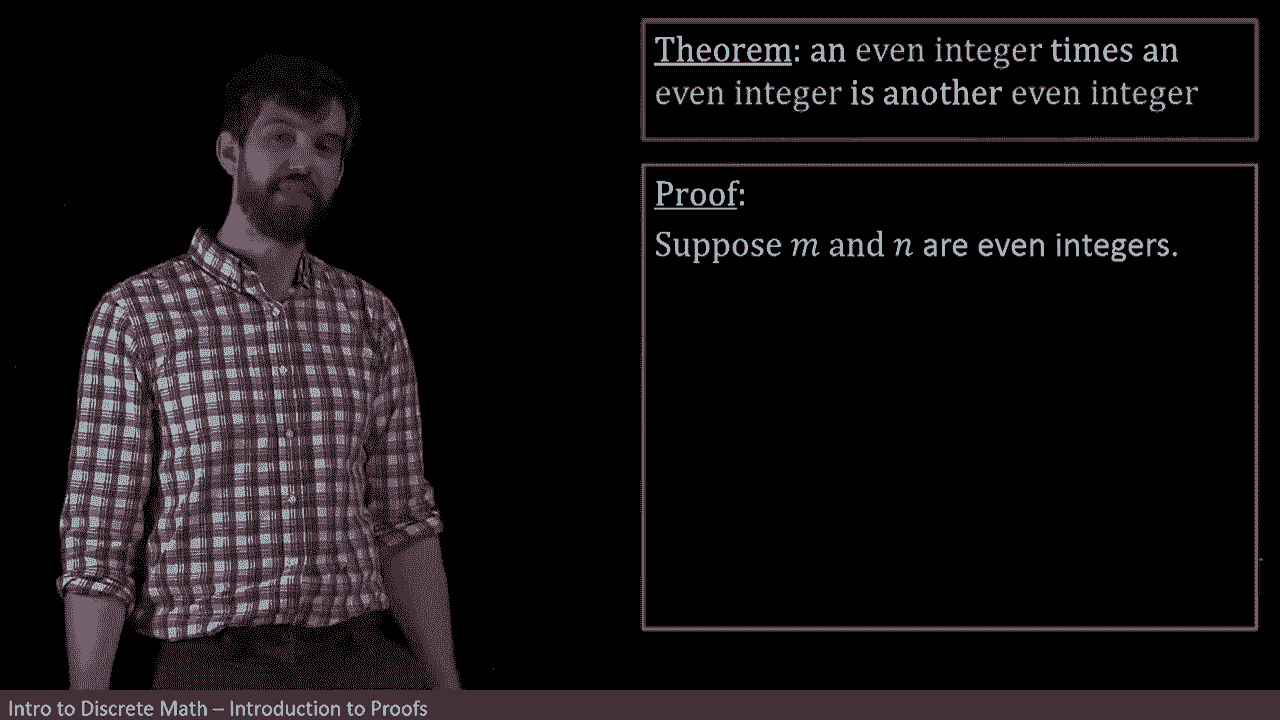 Theorem: an even integer times an
even integer is another even integer
Proof:
Suppose m and n are even integers.
Intro to Discrete Math – Introduction to Proofs